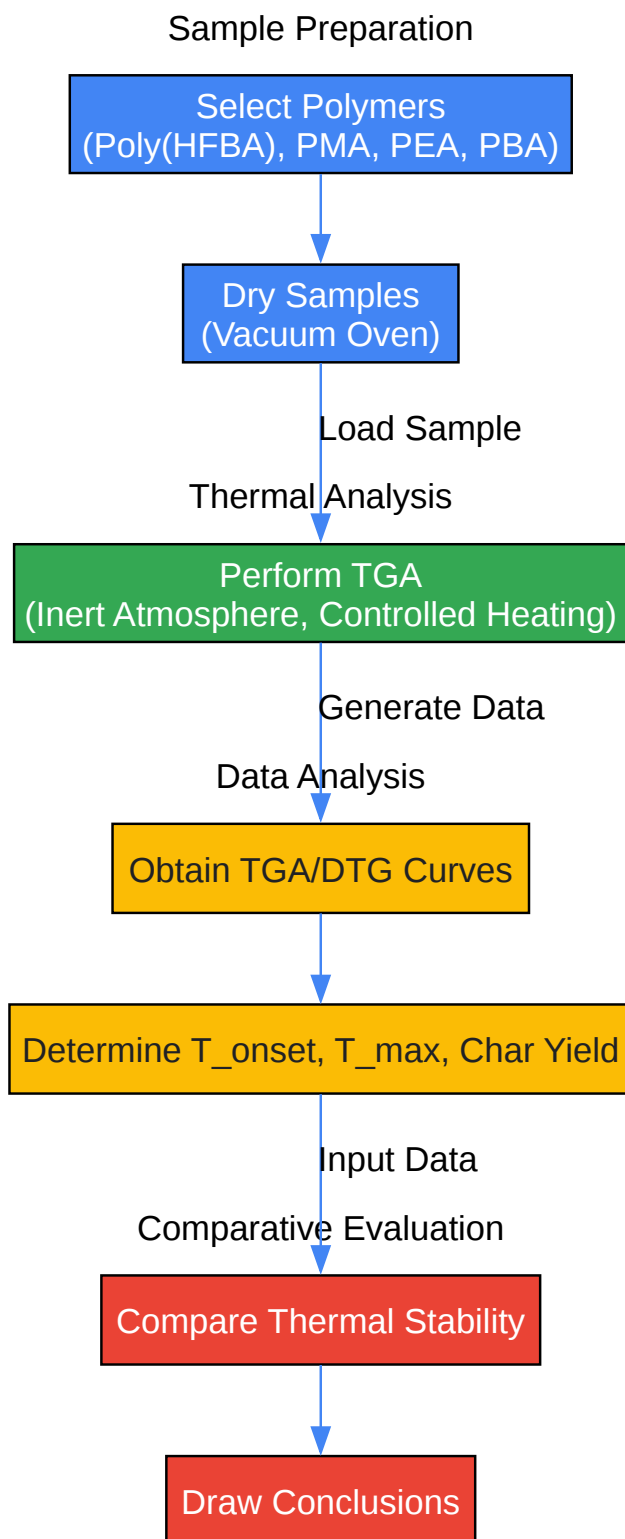 Sample Preparation
Select Polymers
(Poly(HFBA), PMA, PEA, PBA)
Dry Samples
(Vacuum Oven)
Load Sample
Thermal Analysis
Perform TGA
(Inert Atmosphere, Controlled Heating)
Generate Data
Data Analysis
Obtain TGA/DTG Curves
Determine T_onset, T_max, Char Yield
Input Data
Comparative Evaluation
Compare Thermal Stability
Draw Conclusions